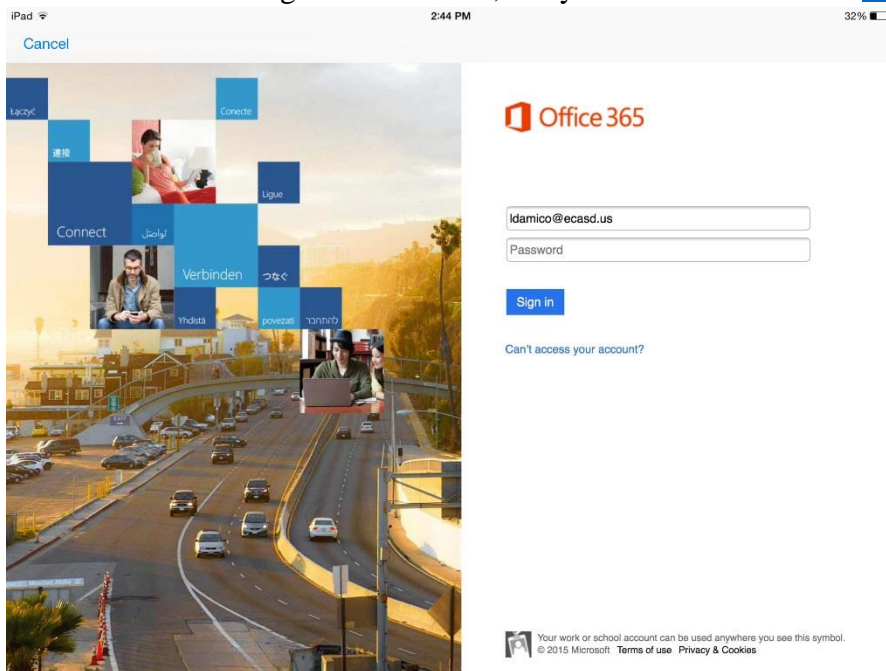 iPad
2:44 PM
32%
Cancel
Łączyć
Conecte
連接
Ligue
Connect
تواصَل
Verbinden
つなぐ
Yhdistä
povezati
להתחבר
Office 365
ldamico@ecasd.us
Password
Sign in
Can't access your account?
Your work or school account can be used anywhere you see this symbol.
© 2015 Microsoft Terms of use Privacy & Cookies